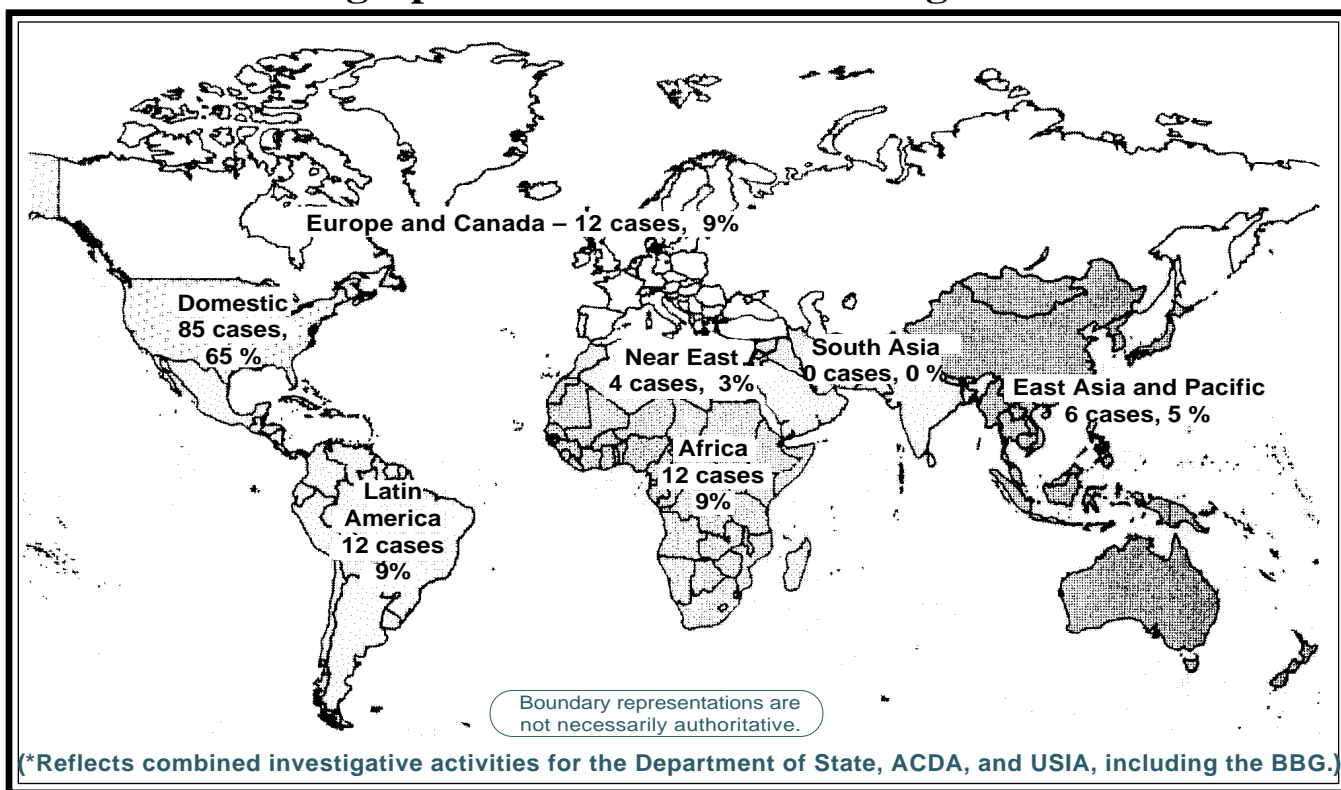 Europe and Canada – 12 cases, 9%
Domestic
85 cases,
65 %
Near East
4 cases, 3%
South Asia
0 cases, 0 %
East Asia and Pacific
6 cases, 5 %
Africa
12 cases
9%
Latin
America
12 cases
9%
Boundary representations are
not necessarily authoritative.
(*Reflects combined investigative activities for the Department of State, ACDA, and USIA, including the BBG.)